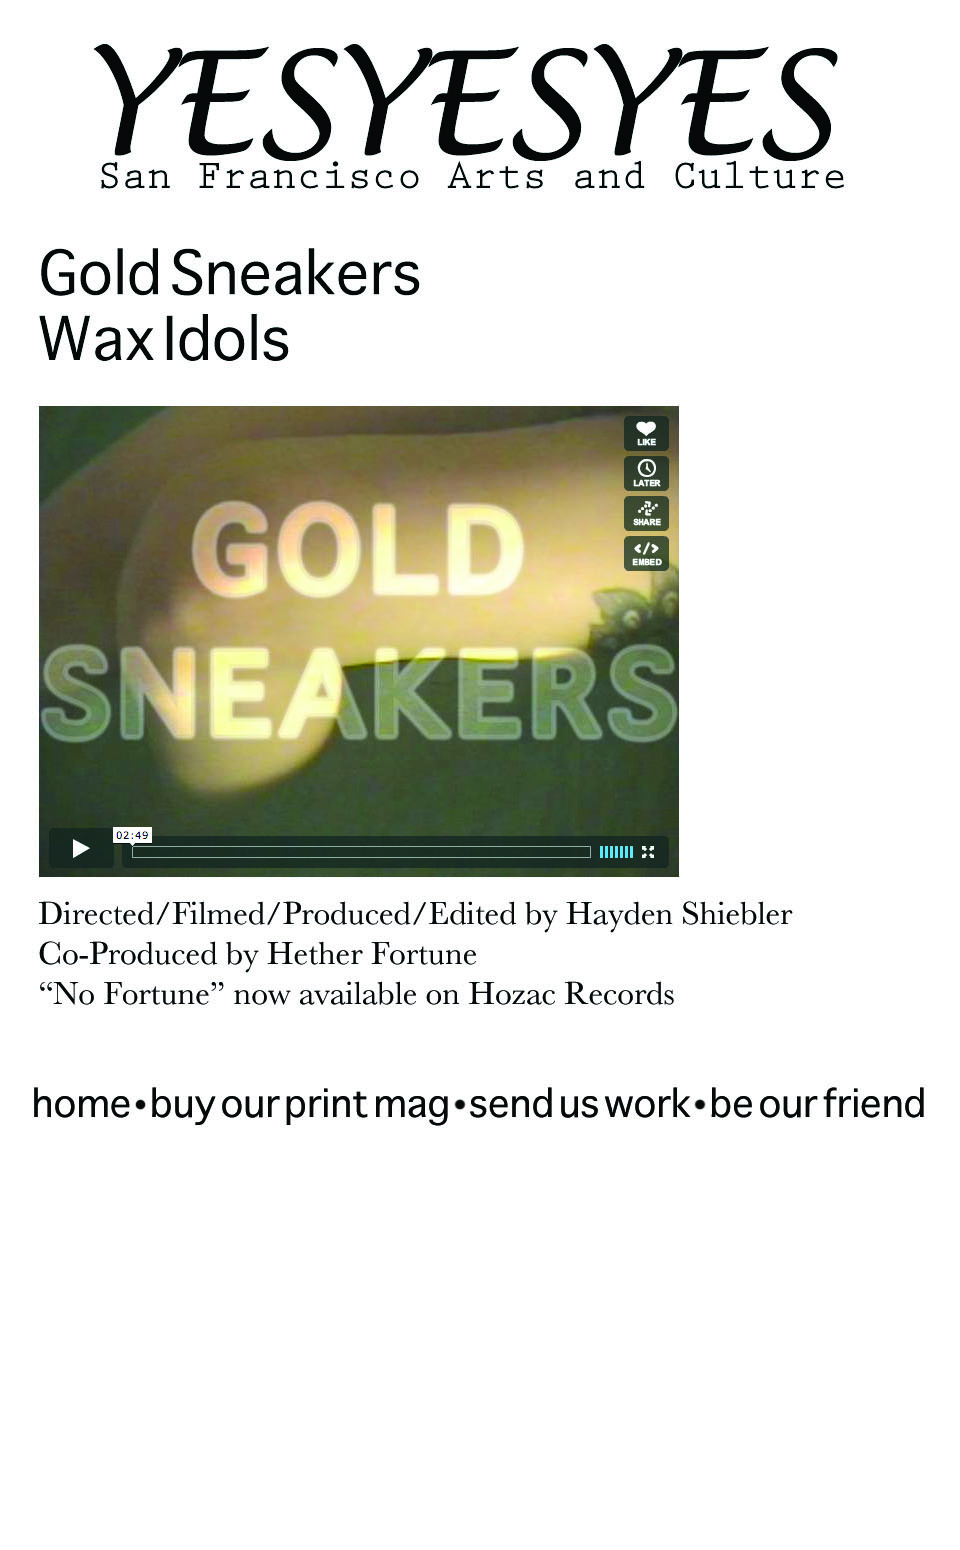 YESYESYES
San Francisco Arts and Culture
Gold Sneakers
Wax Idols
LIKE
LATER
SHARE
EMBED
GOLD
SNEAKERS
02:49
Directed/Filmed/Produced/Edited by Hayden Shiebler
Co-Produced by Hether Fortune
“No Fortune” now available on Hozac Records
home•buy our print mag•send us work•be our friend